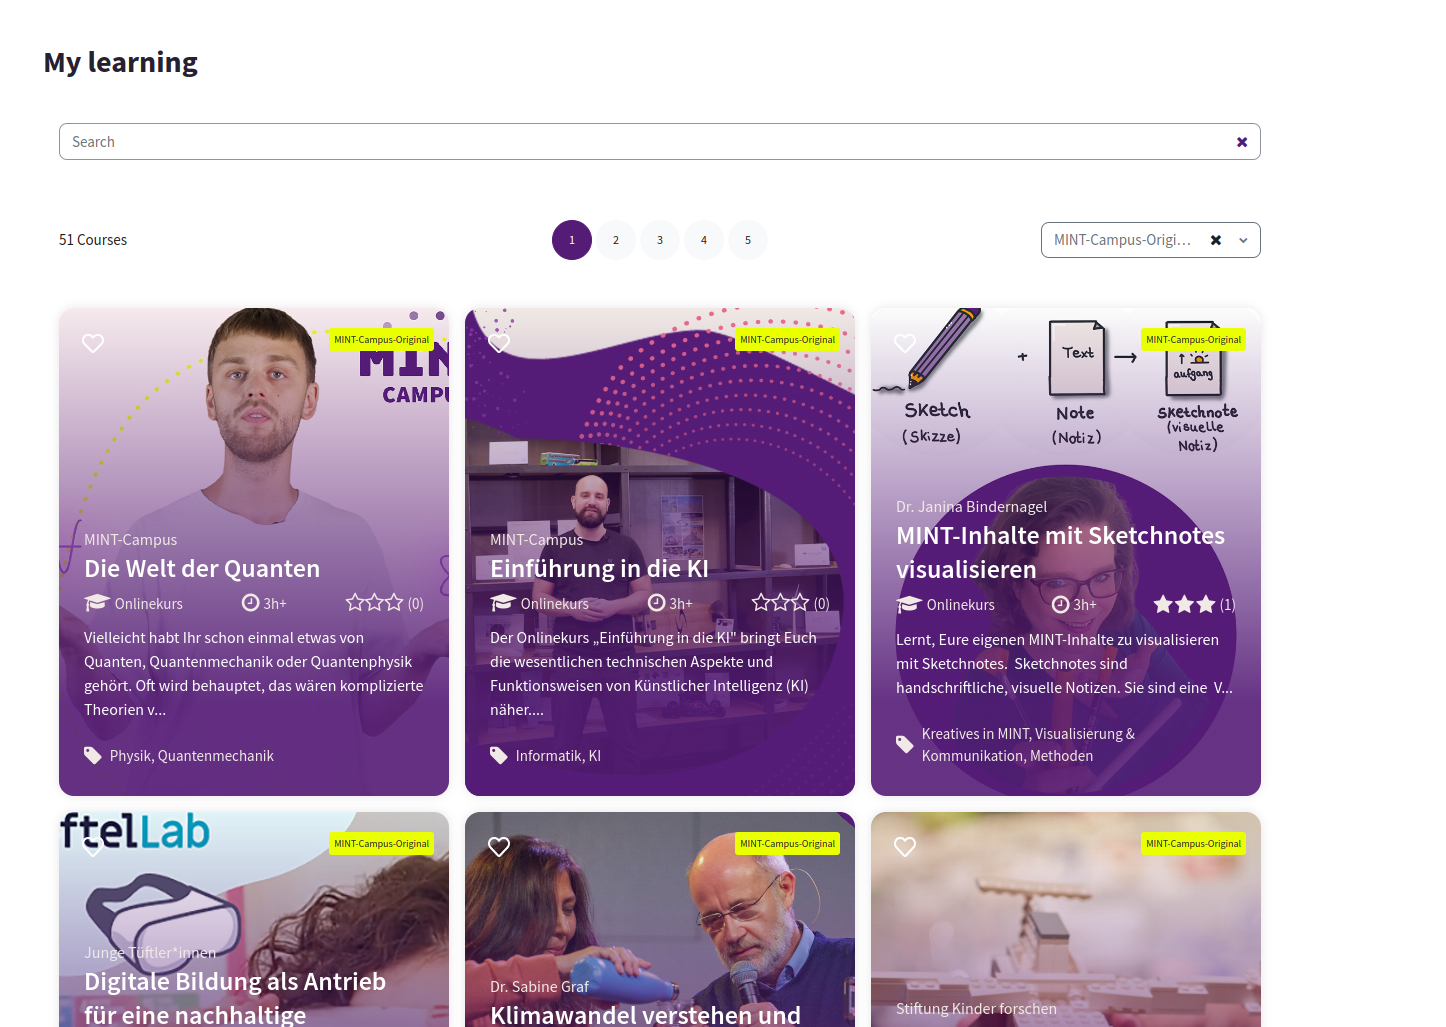 My learning
Search
51 Courses
1 2 3 4 5
MINT-Campus-Origi...
MINT-Campus-Original
MIN
CAMPU
MINT-Campus
Die Welt der Quanten
Onlinekurs 3h+ (0)
Vielleicht habt Ihr schon einmal etwas von
Quanten, Quantenmechanik oder Quantenphysik
gehört. Oft wird behauptet, das wären komplizierte
Theorien v...
Physik, Quantenmechanik
MINT-Campus-Original
MINT-Campus
Einführung in die KI
Onlinekurs 3h+ (0)
Der Onlinekurs „Einführung in die KI" bringt Euch
die wesentlichen technischen Aspekte und
Funktionsweisen von Künstlicher Intelligenz (KI)
näher....
Informatik, KI
MINT-Campus-Original
+ Text →
aufgang
Sketch
(Skizze)
Note
(Notiz)
Sketchnote
(visuelle
Notiz)
Dr. Janina Bindernagel
MINT-Inhalte mit Sketchnotes
visualisieren
Onlinekurs 3h+ (1)
Lernt, Eure eigenen MINT-Inhalte zu visualisieren
mit Sketchnotes. Sketchnotes sind
handschriftliche, visuelle Notizen. Sie sind eine V...
Kreatives in MINT, Visualisierung &
Kommunikation, Methoden
ftelLab
MINT-Campus-Original
Junge Tüftler*innen
Digitale Bildung als Antrieb
für eine nachhaltige
MINT-Campus-Original
Dr. Sabine Graf
Klimawandel verstehen und
MINT-Campus-Original
Stiftung Kinder forschen